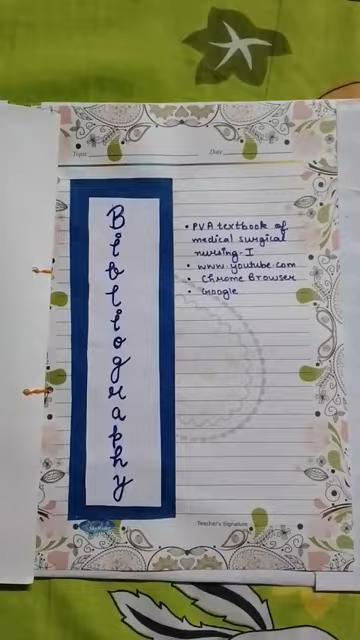 Topic
Date
Bibliography
• PVA textbook of
medical surgical
nursing-I
• www.youtube.com
• Chrome Browser
• Google
Teacher's Signature